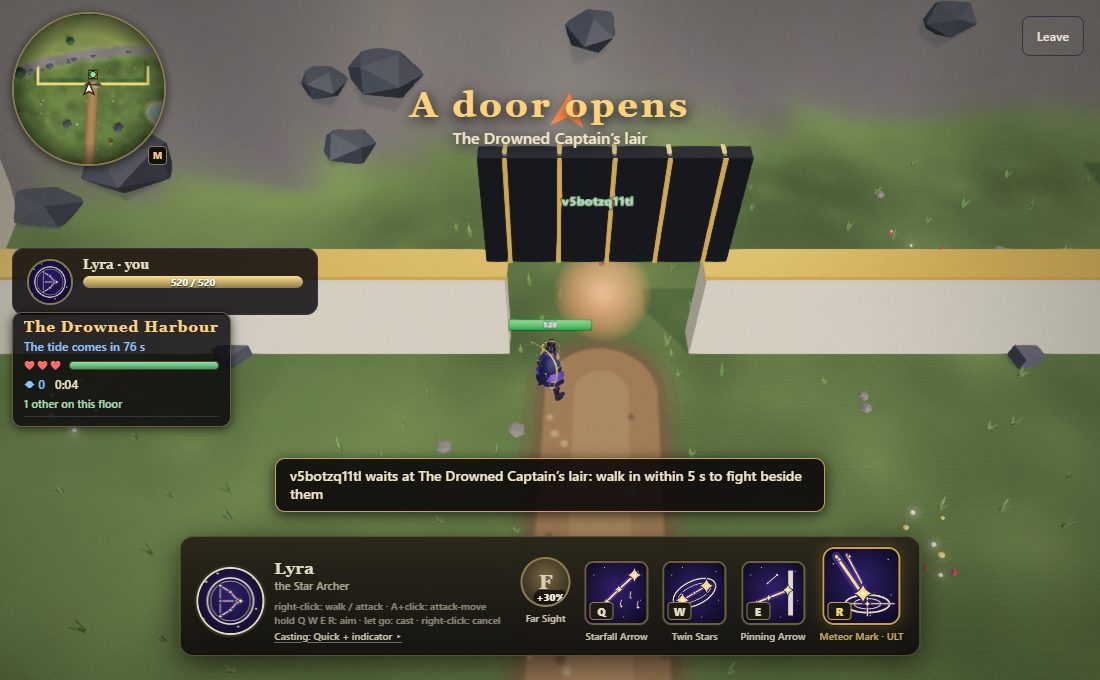 Leave
A door opens
The Drowned Captain's lair
M
v5botzq11tl
Lyra · you
520 / 520
The Drowned Harbour
The tide comes in 76 s
0 0:04
1 other on this floor
520
v5botzq11tl waits at The Drowned Captain's lair: walk in within 5 s to fight beside
them
Lyra
the Star Archer
right-click: walk / attack · A+click: attack-move
hold Q W E R: aim · let go: cast · right-click: cancel
Casting: Quick + indicator ▸
F
+30%
Far Sight
Q
Starfall Arrow
W
Twin Stars
E
Pinning Arrow
R
Meteor Mark · ULT